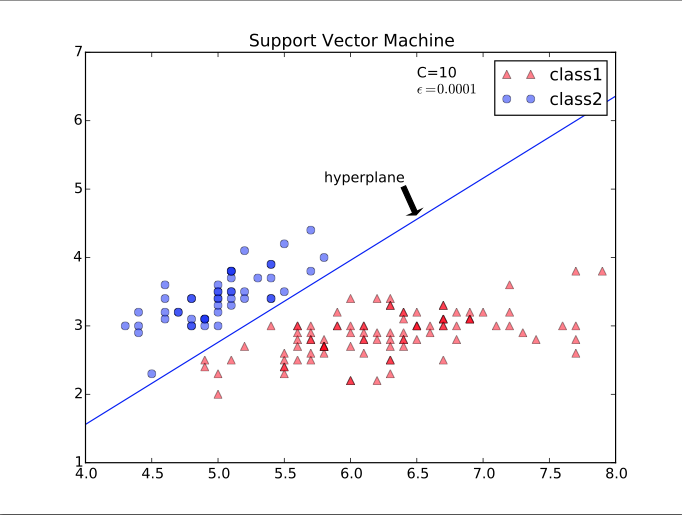 Support Vector Machine
7
6
5
4
3
2
1
C=10
ϵ=0.0001
class1
class2
hyperplane
4.0 4.5 5.0 5.5 6.0 6.5 7.0 7.5 8.0